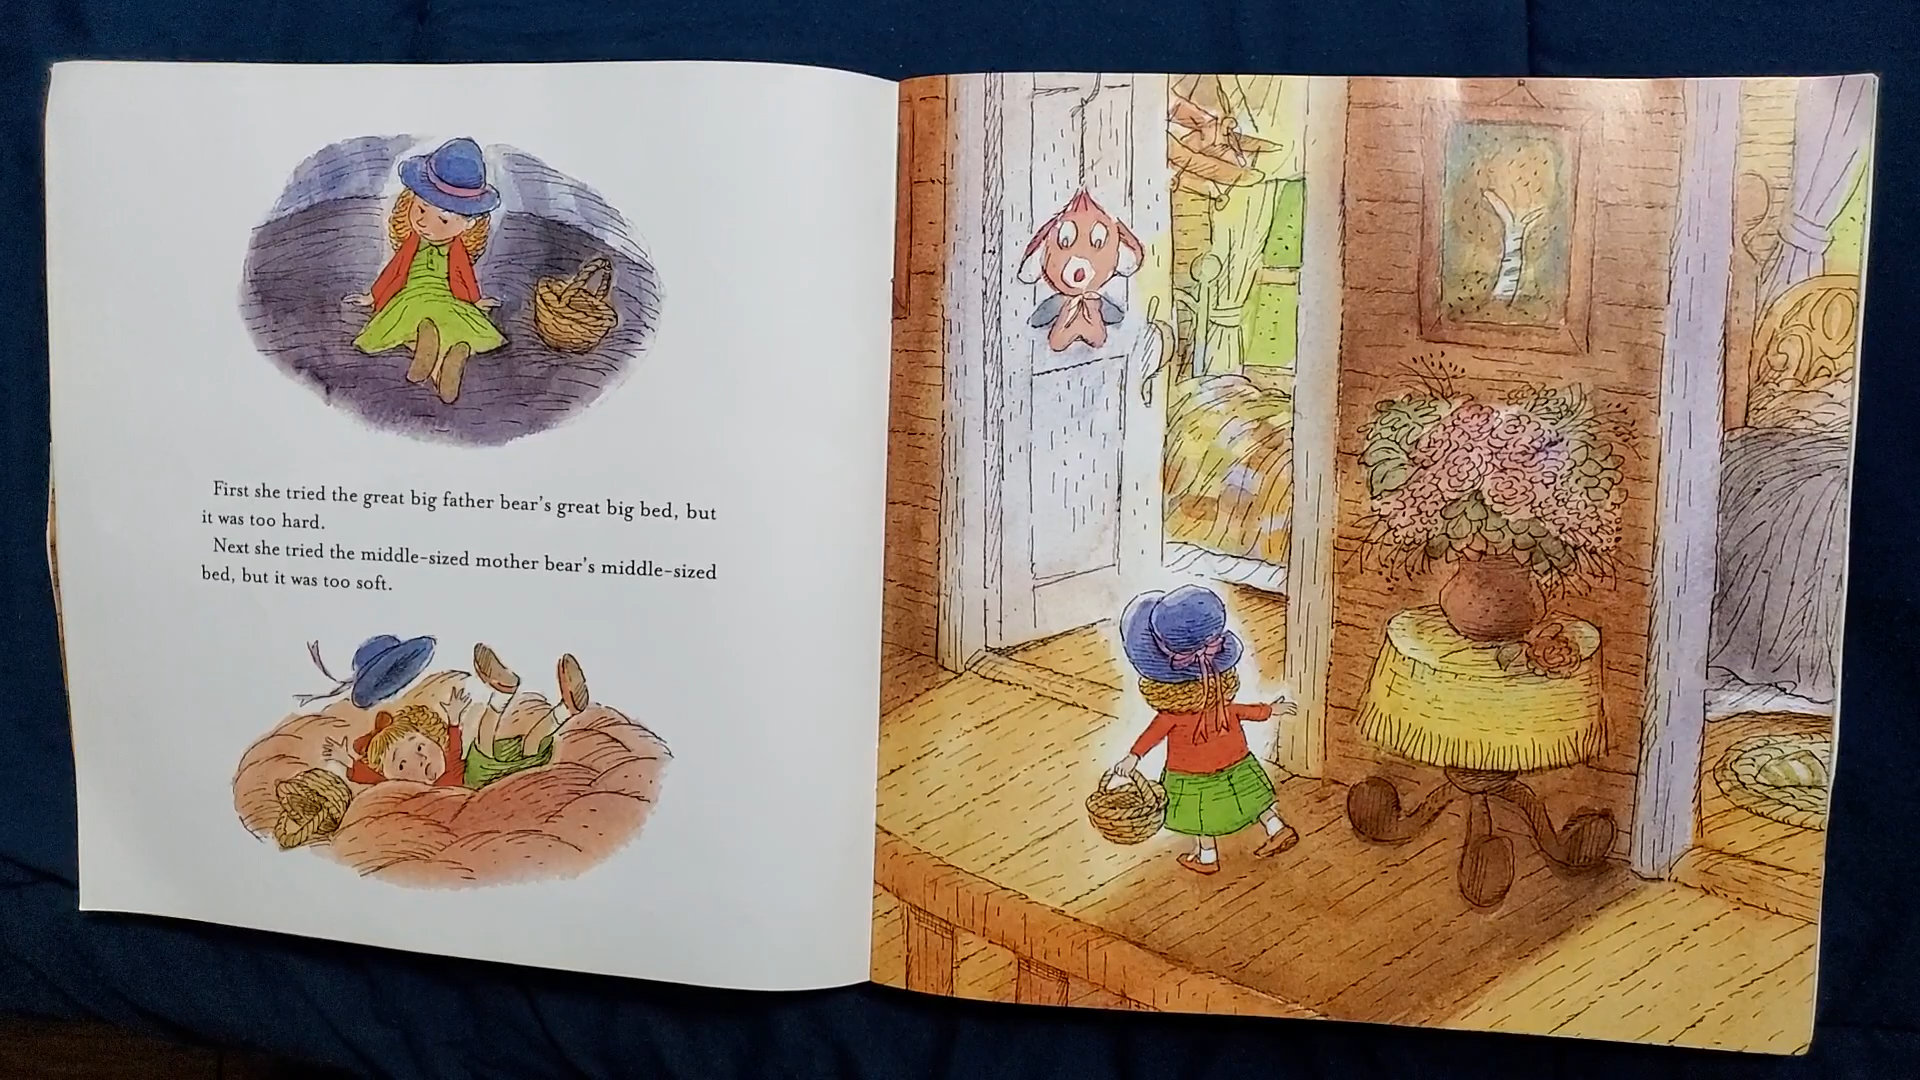 First she tried the great big father bear's great big bed, but
it was too hard.
Next she tried the middle-sized mother bear's middle-sized
bed, but it was too soft.